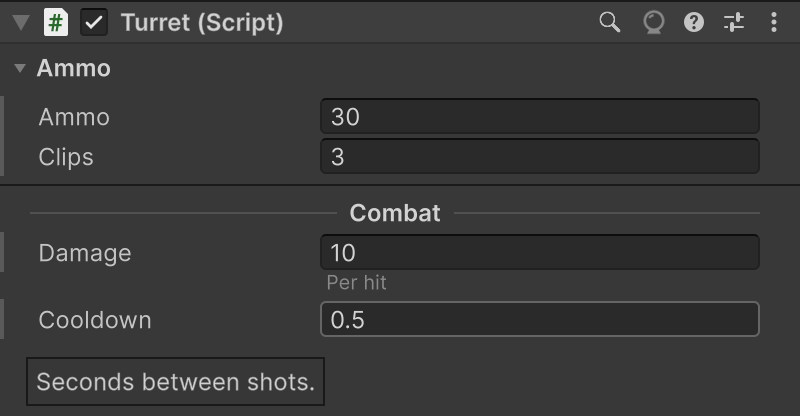 Turret (Script)
Ammo
Ammo 30
Clips 3
Combat
Damage 10
Per hit
Cooldown 0.5
Seconds between shots.